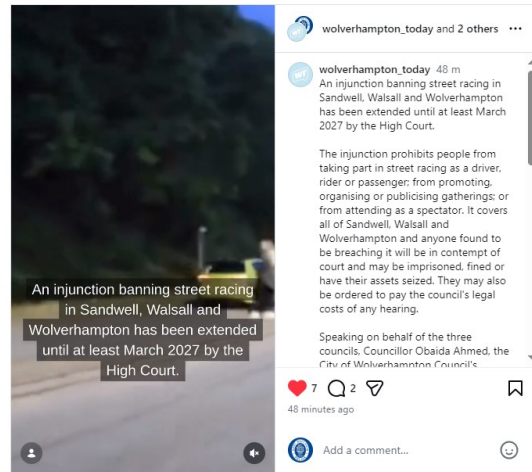 An injunction banning street racing
in Sandwell, Walsall and
Wolverhampton has been extended
until at least March 2027 by the
High Court.
wolverhampton_today and 2 others
WT
wolverhampton_today 48 m
An injunction banning street racing in
Sandwell, Walsall and Wolverhampton
has been extended until at least March
2027 by the High Court.
The injunction prohibits people from
taking part in street racing as a driver,
rider or passenger; from promoting,
organising or publicising gatherings; or
from attending as a spectator. It covers
all of Sandwell, Walsall and
Wolverhampton and anyone found to
be breaching it will be in contempt of
court and may be imprisoned, fined or
have their assets seized. They may also
be ordered to pay the council's legal
costs of any hearing.
Speaking on behalf of the three
councils, Councillor Obaida Ahmed, the
City of Wolverhampton Council's
7 2
48 minutes ago
Add a comment...